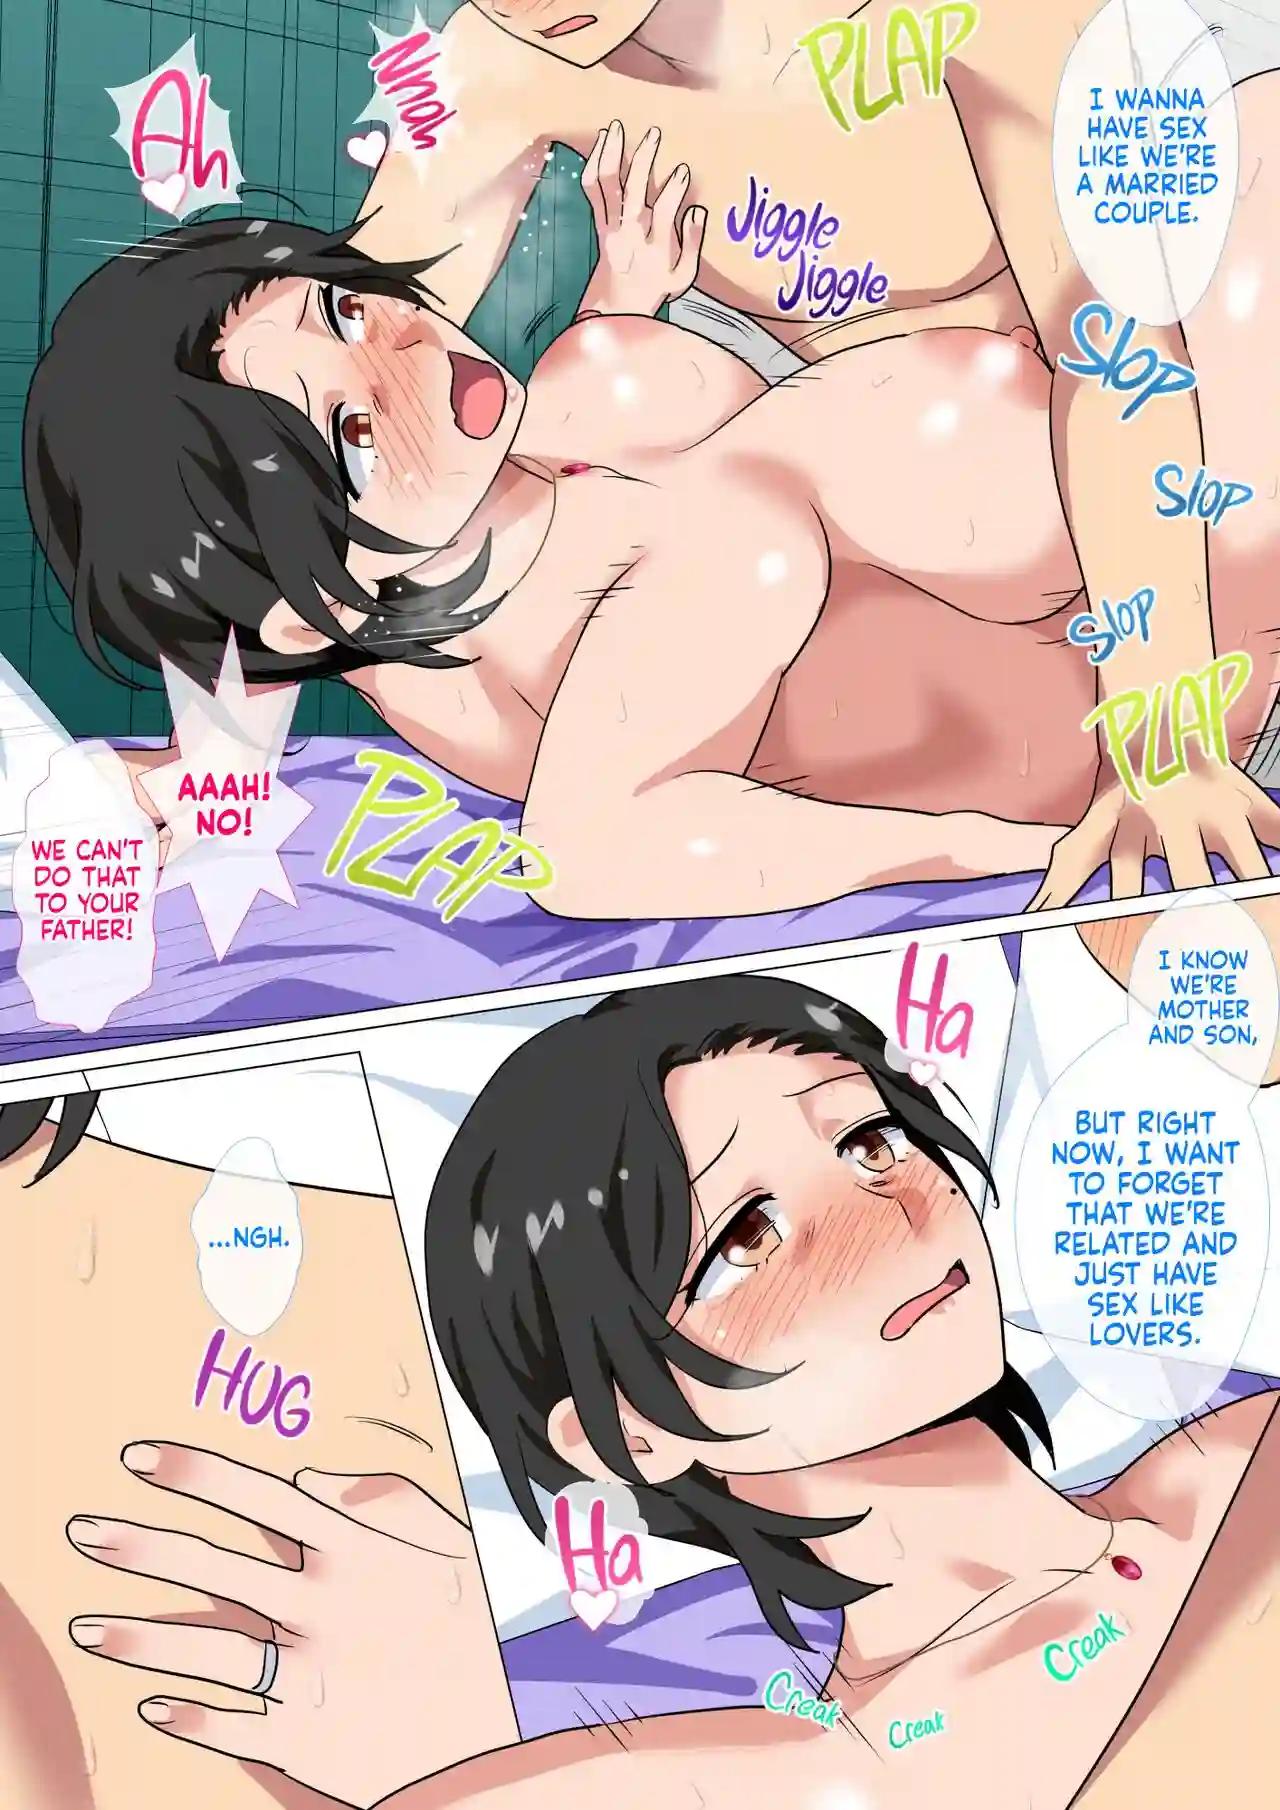 PLAP
I WANNA
HAVE SEX
LIKE WE'RE
A MARRIED
COUPLE.
Nnah
Ah
Jiggle
Jiggle
Slop
Slop
Slop
PLAP
PLAP
AAAH!
NO!
WE CAN'T
DO THAT
TO YOUR
FATHER!
I KNOW
WE'RE
MOTHER
AND SON,
BUT RIGHT
NOW, I WANT
TO FORGET
THAT WE'RE
RELATED AND
JUST HAVE
SEX LIKE
LOVERS.
Ha
Ha
Creak
Creak
Creak
...NGH.
HUG